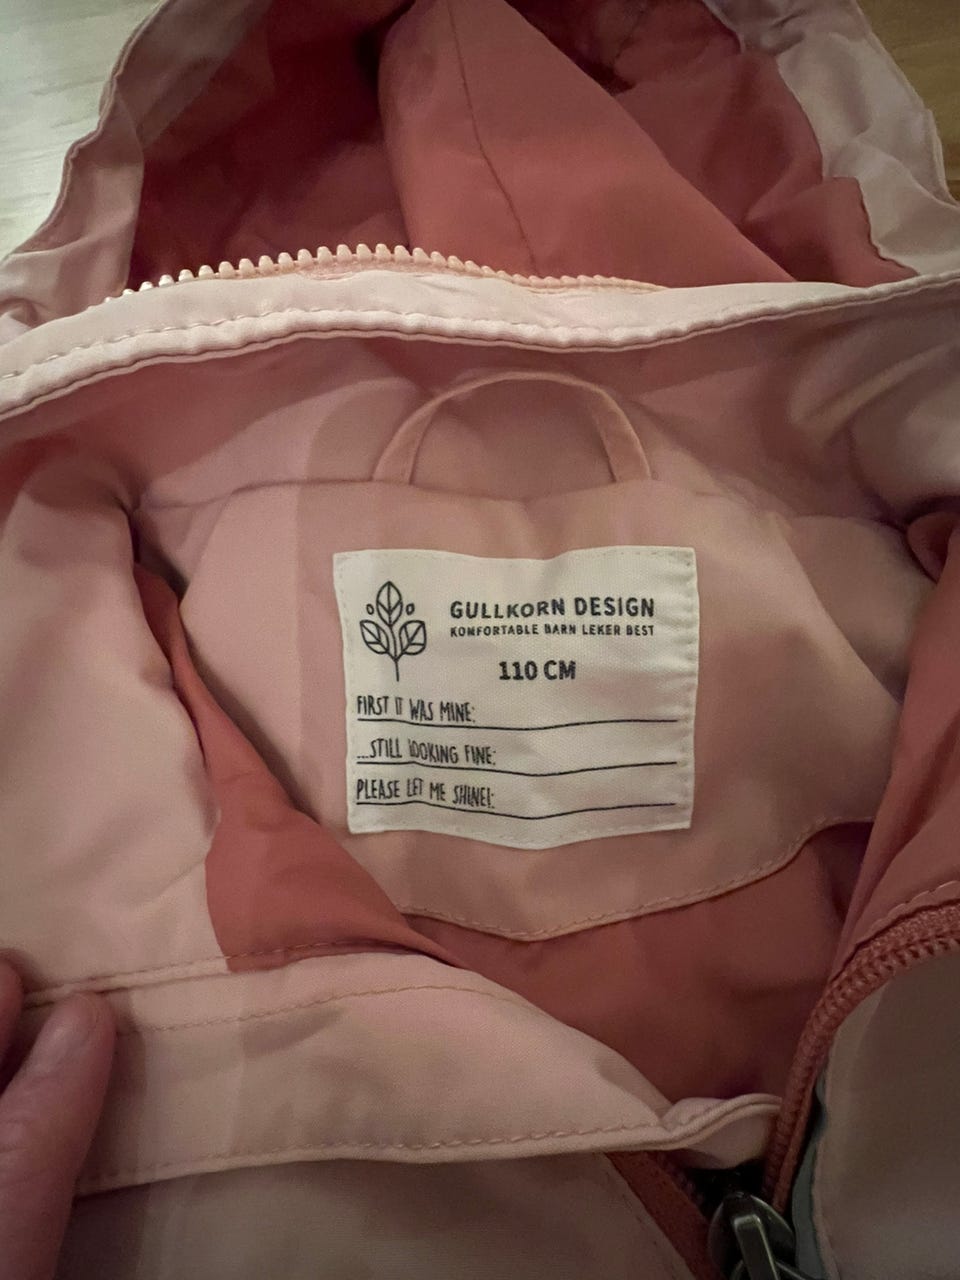 GULLKORN DESIGN
KOMFORTABLE BARN LEKER BEST
110 CM
FIRST IT WAS MINE:
...STILL LOOKING FINE:
PLEASE LET ME SHINE!: